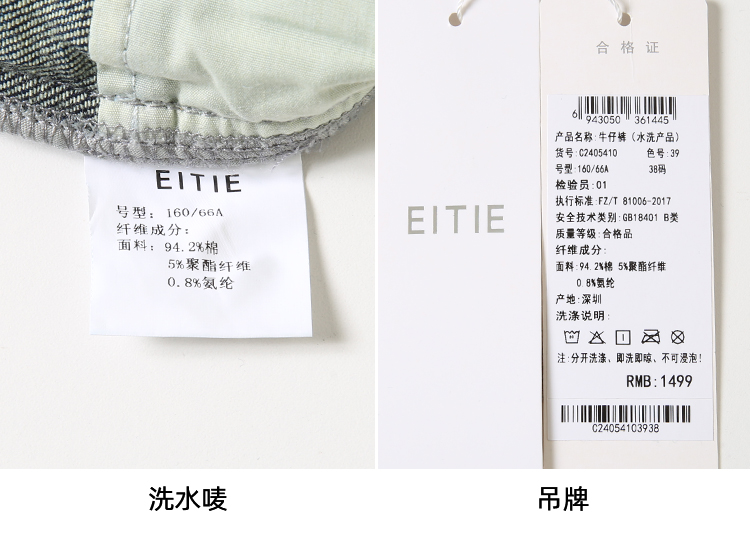 EITIE
号型: 160/66A
纤维成分:
面料: 94.2%棉
5%聚酯纤维
0.8%氨纶
EITIE
合格证
6 943050 361445
产品名称:牛仔裤（水洗产品）
货号:C2405410 色号:39
号型:160/66A 38码
检验员:01
执行标准:FZ/T 81006-2017
安全技术类别:GB18401 B类
质量等级:合格品
纤维成分:
面料:94.2%棉 5%聚酯纤维
0.8%氨纶
产地:深圳
洗涤说明:
注:分开洗涤、即洗即晾、不可浸泡!
RMB:1499
C24054103938
洗水唛
吊牌